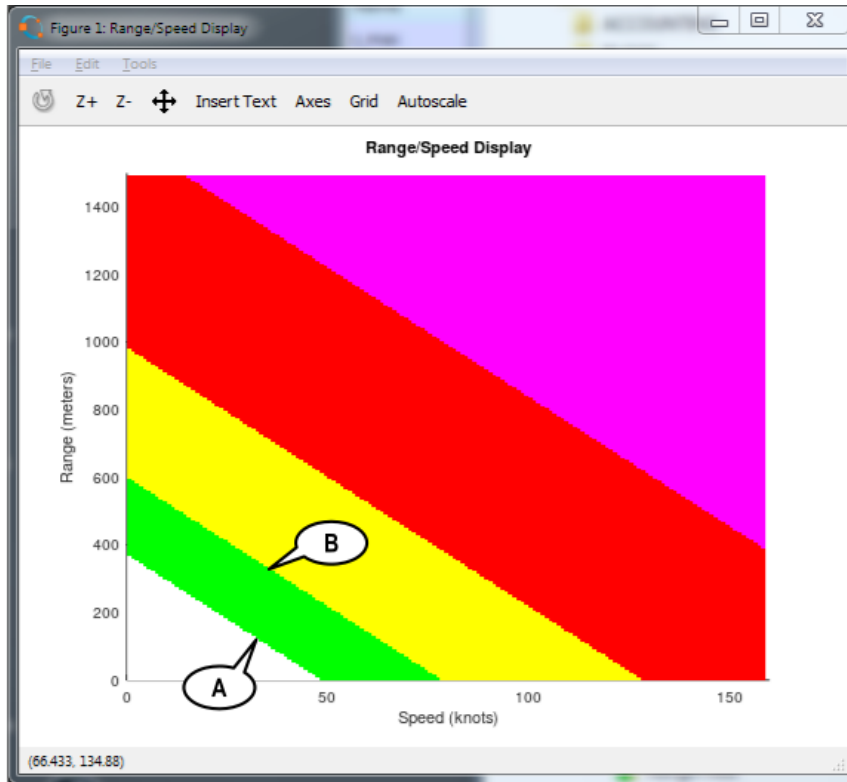 Figure 1: Range/Speed Display
File Edit Tools
Z+ Z- Insert Text Axes Grid Autoscale
Range/Speed Display
1400
1200
1000
800
600
400
200
0
Range (meters)
B
A
0 50 100 150
Speed (knots)
(66.433, 134.88)